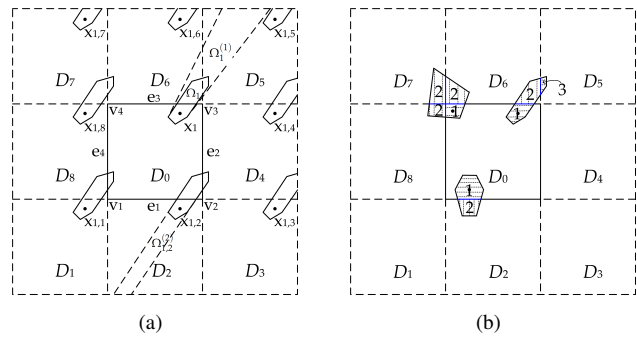 x1,7 x1,6 x1,5
Ω1(1)
D7 D6 D5 D7 D6 D5
e3 Ω1 2 2 2 3
v4 v3 2 1 1
x1,8 x1 x1,4
e4 e2
D8 D0 D4 D8 D0 D4
1
v1 e1 v2 2
x1,1 x1,2 x1,3
Ω1,2(2)
D1 D2 D3 D1 D2 D3
(a) (b)